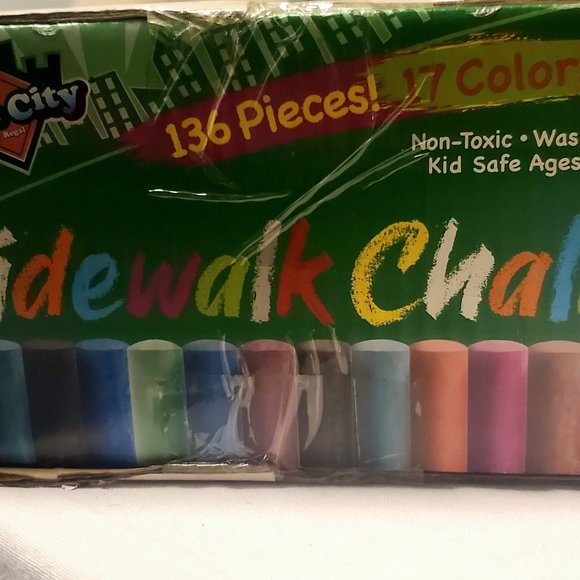 City
Regal
136 Pieces! 17 Color
Non-Toxic • Was
Kid Safe Ages
idewalk Chal